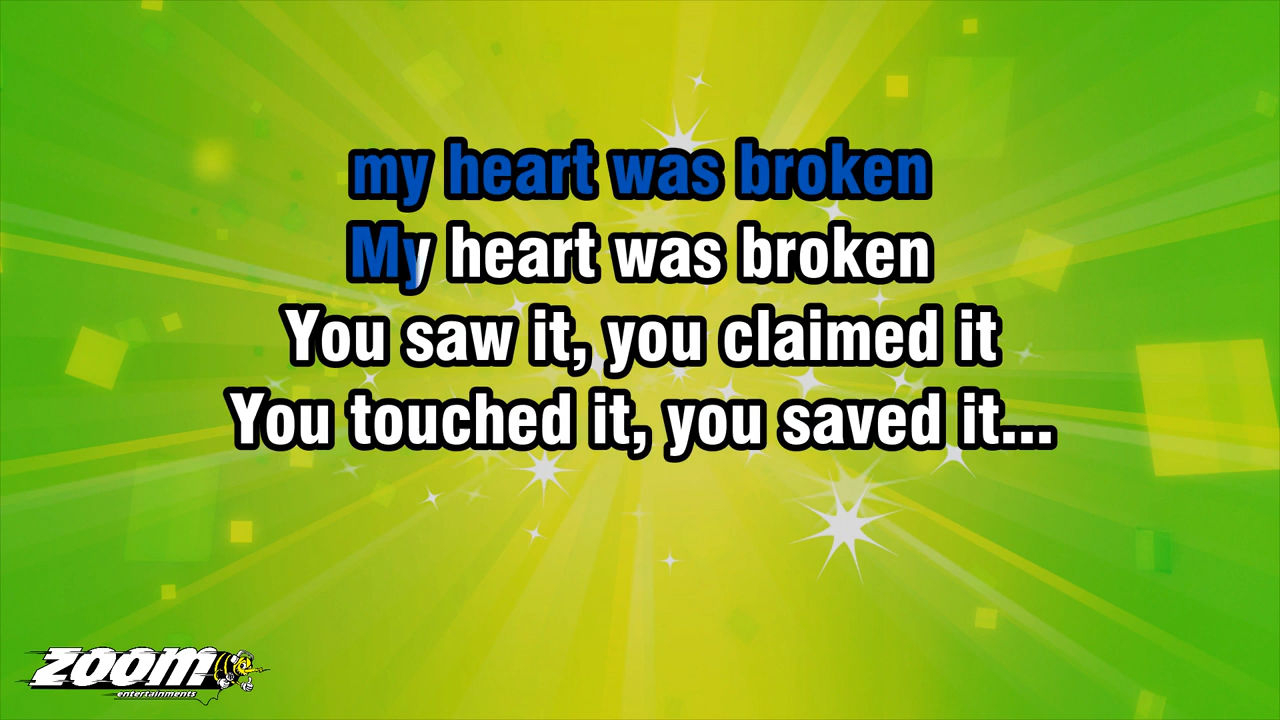 my heart was broken
My heart was broken
You saw it, you claimed it
You touched it, you saved it...
ZOOM
entertainments